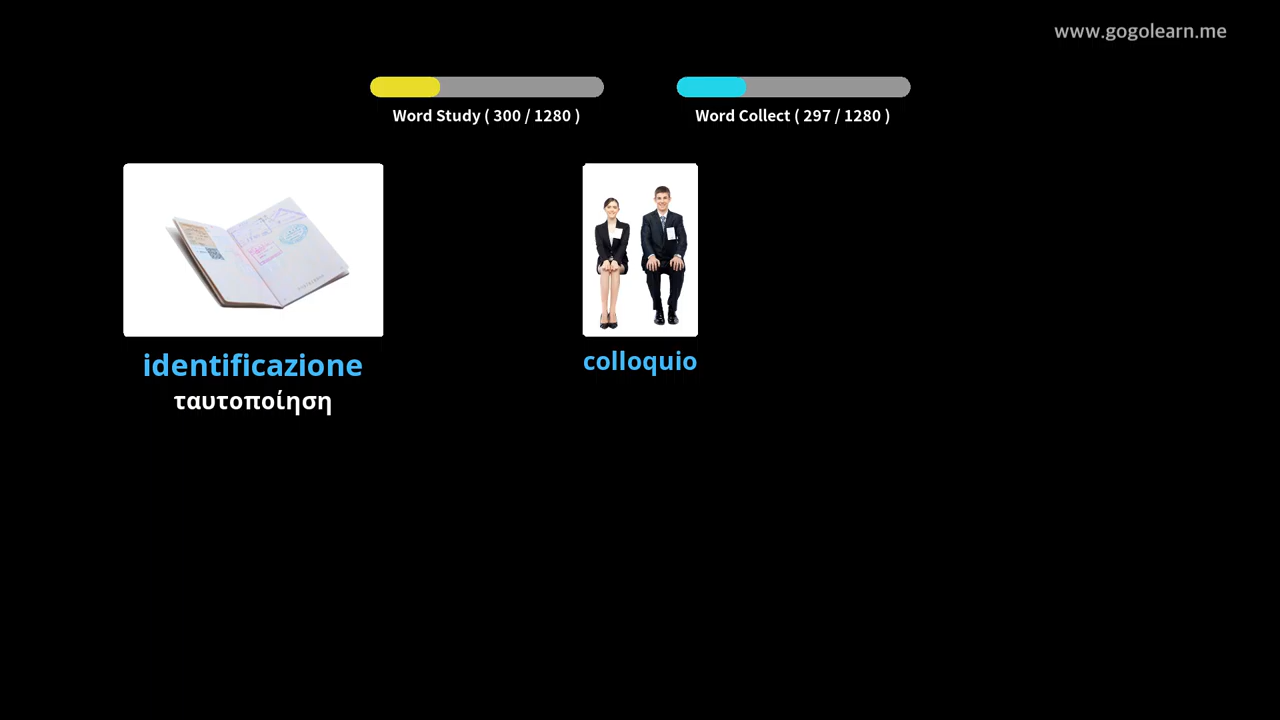 www.gogolearn.me
Word Study ( 300 / 1280 )
Word Collect ( 297 / 1280 )
identificazione
ταυτοποίηση
colloquio